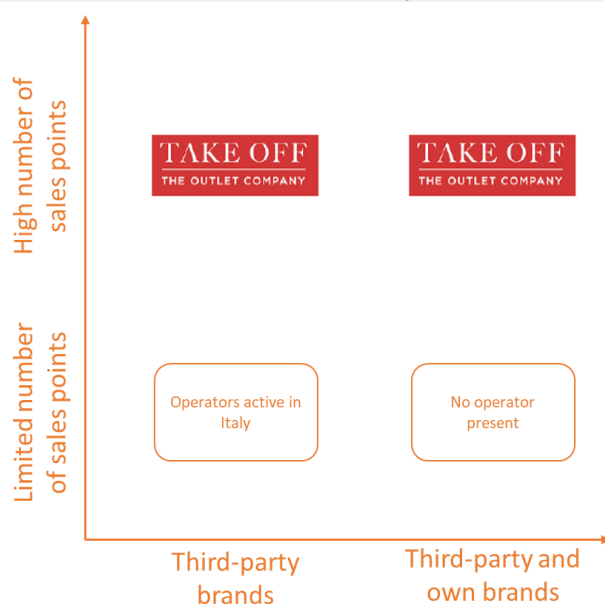 High number of
sales points
TAKE OFF
THE OUTLET COMPANY
TAKE OFF
THE OUTLET COMPANY
Limited number
of sales points
Operators active in
Italy
No operator
present
Third-party
brands
Third-party and
own brands